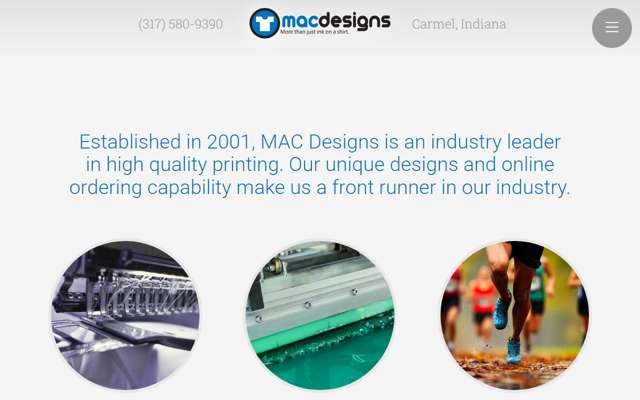 (317) 580-9390
macdesigns
More than just ink on a shirt.
Carmel, Indiana
Established in 2001, MAC Designs is an industry leader
in high quality printing. Our unique designs and online
ordering capability make us a front runner in our industry.